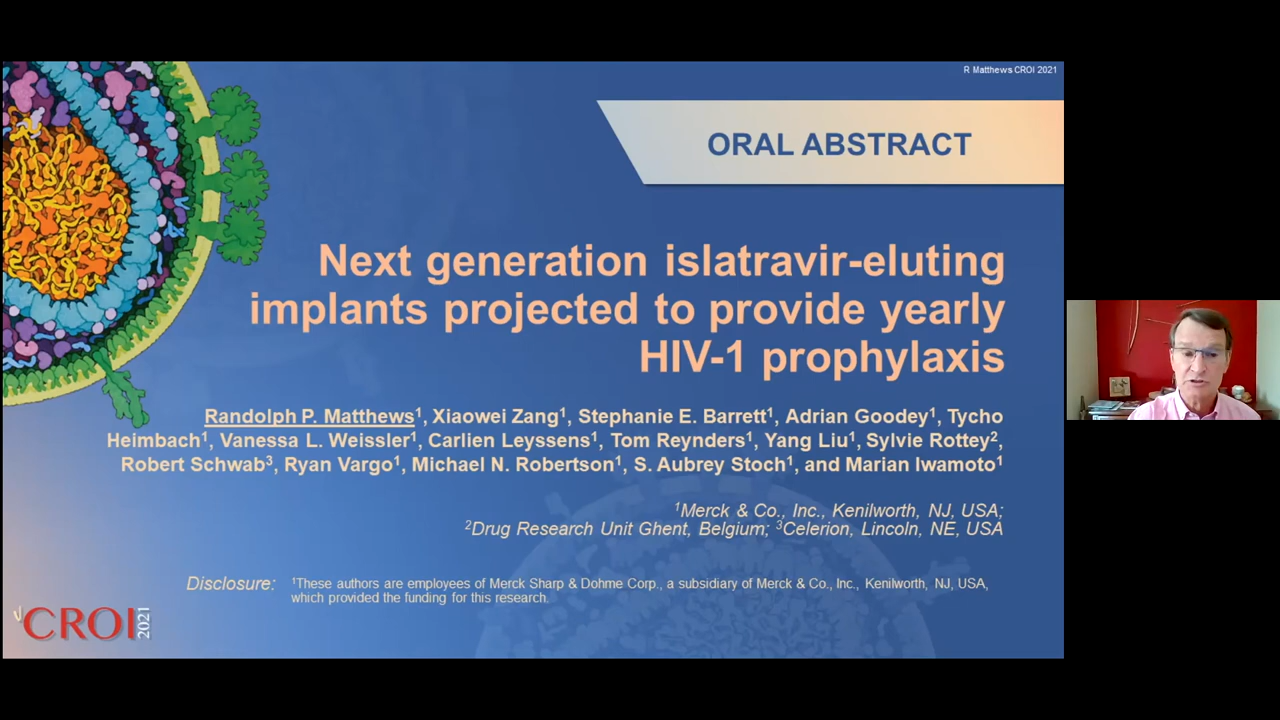 R Matthews CROI 2021
ORAL ABSTRACT
Next generation islatravir-eluting
implants projected to provide yearly
HIV-1 prophylaxis
Randolph P. Matthews¹, Xiaowei Zang¹, Stephanie E. Barrett¹, Adrian Goodey¹, Tycho
Heimbach¹, Vanessa L. Weissler¹, Carlien Leyssens¹, Tom Reynders¹, Yang Liu¹, Sylvie Rottey²,
Robert Schwab³, Ryan Vargo¹, Michael N. Robertson¹, S. Aubrey Stoch¹, and Marian Iwamoto¹
¹Merck & Co., Inc., Kenilworth, NJ, USA;
²Drug Research Unit Ghent, Belgium; ³Celerion, Lincoln, NE, USA
Disclosure: ¹These authors are employees of Merck Sharp & Dohme Corp., a subsidiary of Merck & Co., Inc., Kenilworth, NJ, USA,
which provided the funding for this research.
CROI 2021